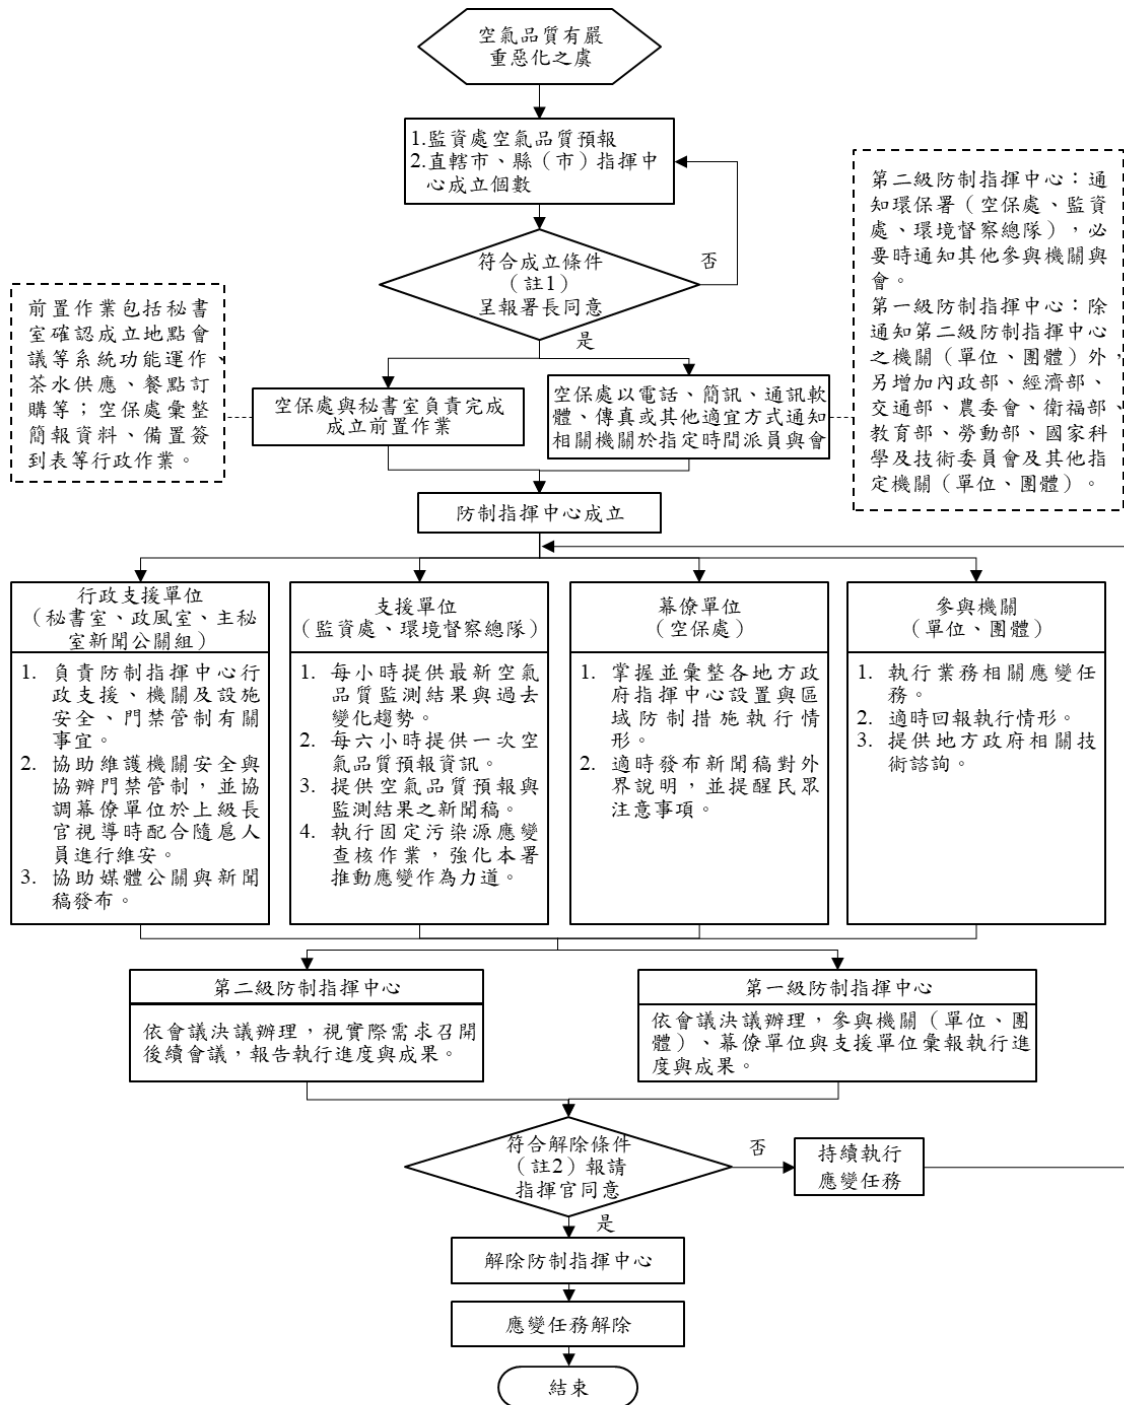 空氣品質有嚴
重惡化之虞
1.監資處空氣品質預報
2.直轄市、縣（市）指揮中
心成立個數
符合成立條件
（註1）
呈報署長同意
否
是
前置作業包括秘書
室確認成立地點會
議等系統功能運作、
茶水供應、餐點訂
購等；空保處彙整
簡報資料、備置簽
到表等行政作業。
空保處與秘書室負責完成
成立前置作業
空保處以電話、簡訊、通訊軟
體、傳真或其他適宜方式通知
相關機關於指定時間派員與會
第二級防制指揮中心：通
知環保署（空保處、監資
處、環境督察總隊），必
要時通知其他參與機關與
會。
第一級防制指揮中心：除
通知第二級防制指揮中心
之機關（單位、團體）外，
另增加內政部、經濟部、
交通部、農委會、衛福部、
教育部、勞動部、國家科
學及技術委員會及其他指
定機關（單位、團體）。
防制指揮中心成立
行政支援單位
（秘書室、政風室、主秘
室新聞公關組）
1. 負責防制指揮中心行
政支援、機關及設施
安全、門禁管制有關
事宜。
2. 協助維護機關安全與
協辦門禁管制，並協
調幕僚單位於上級長
官視導時配合隨扈人
員進行維安。
3. 協助媒體公關與新聞
稿發布。
支援單位
（監資處、環境督察總隊）
1. 每小時提供最新空氣
品質監測結果與過去
變化趨勢。
2. 每六小時提供一次空
氣品質預報資訊。
3. 提供空氣品質預報與
監測結果之新聞稿。
4. 執行固定污染源應變
查核作業，強化本署
推動應變作為力道。
幕僚單位
（空保處）
1. 掌握並彙整各地方政
府指揮中心設置與區
域防制措施執行情
形。
2. 適時發布新聞稿對外
界說明，並提醒民眾
注意事項。
參與機關
（單位、團體）
1. 執行業務相關應變任
務。
2. 適時回報執行情形。
3. 提供地方政府相關技
術諮詢。
第二級防制指揮中心
依會議決議辦理，視實際需求召開
後續會議，報告執行進度與成果。
第一級防制指揮中心
依會議決議辦理，參與機關（單位、團
體）、幕僚單位與支援單位彙報執行進
度與成果。
符合解除條件
（註2）報請
指揮官同意
否
持續執行
應變任務
是
解除防制指揮中心
應變任務解除
結束